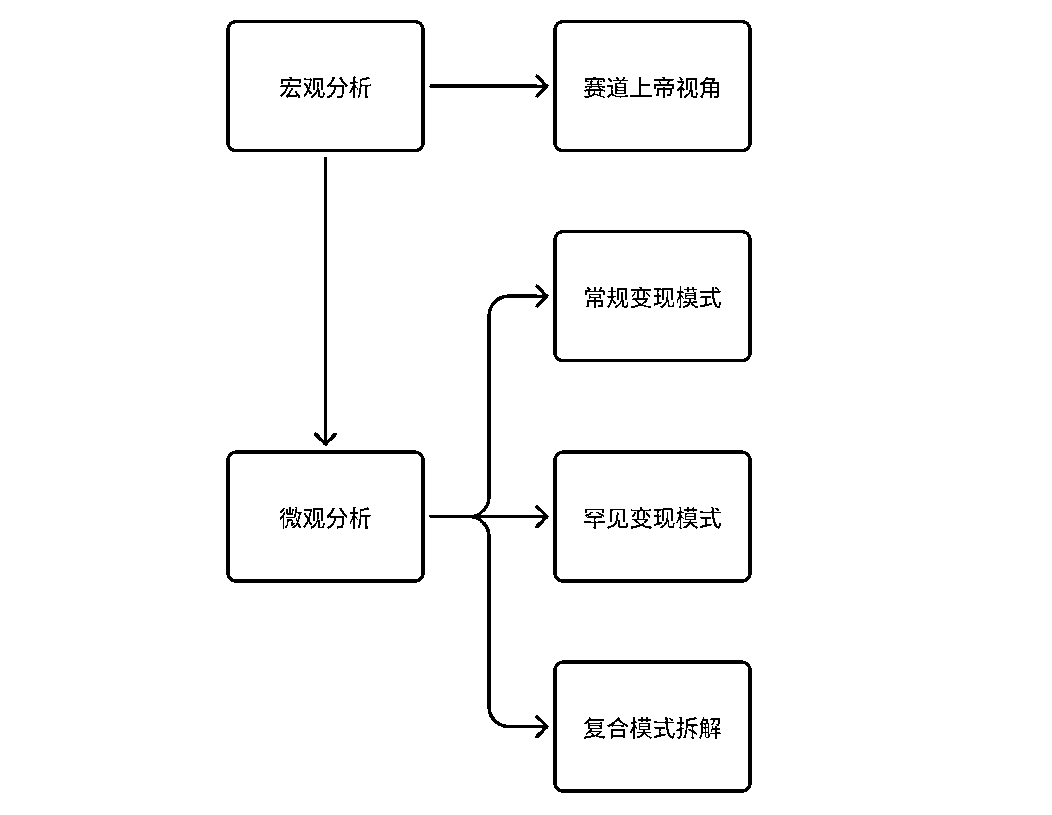 宏观分析
赛道上帝视角
常规变现模式
微观分析
罕见变现模式
复合模式拆解